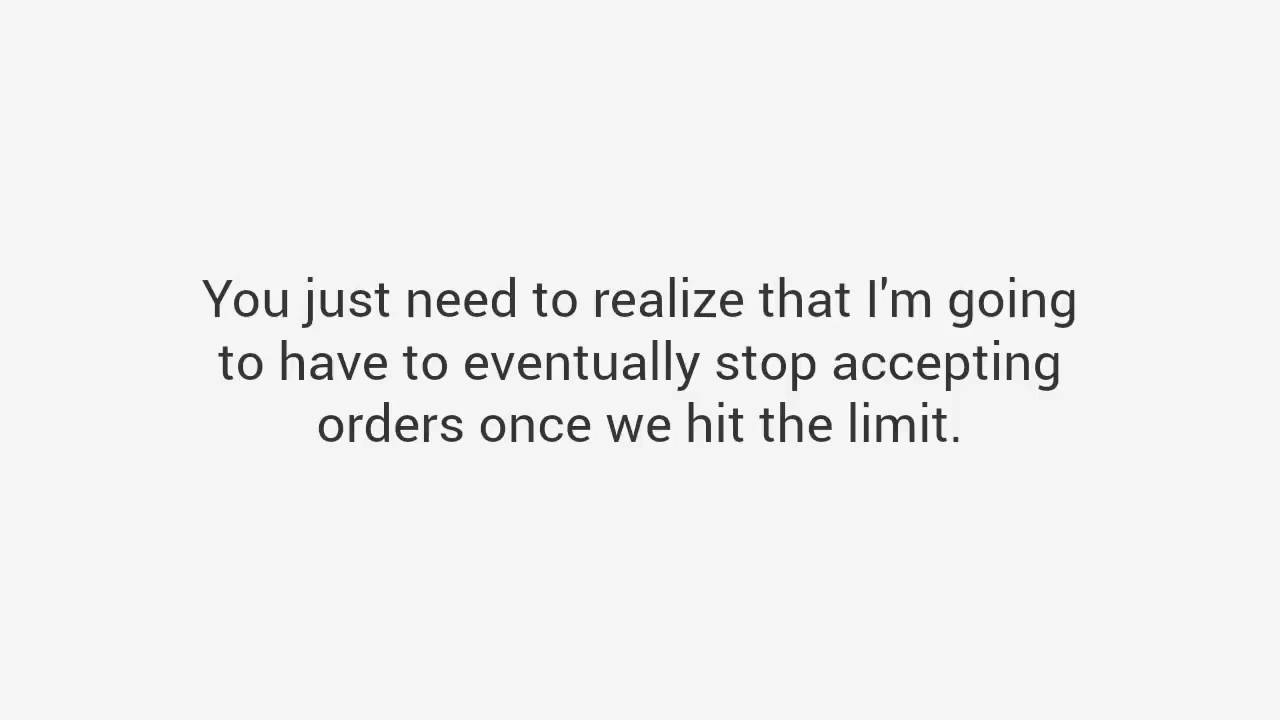 You just need to realize that I'm going
to have to eventually stop accepting
orders once we hit the limit.